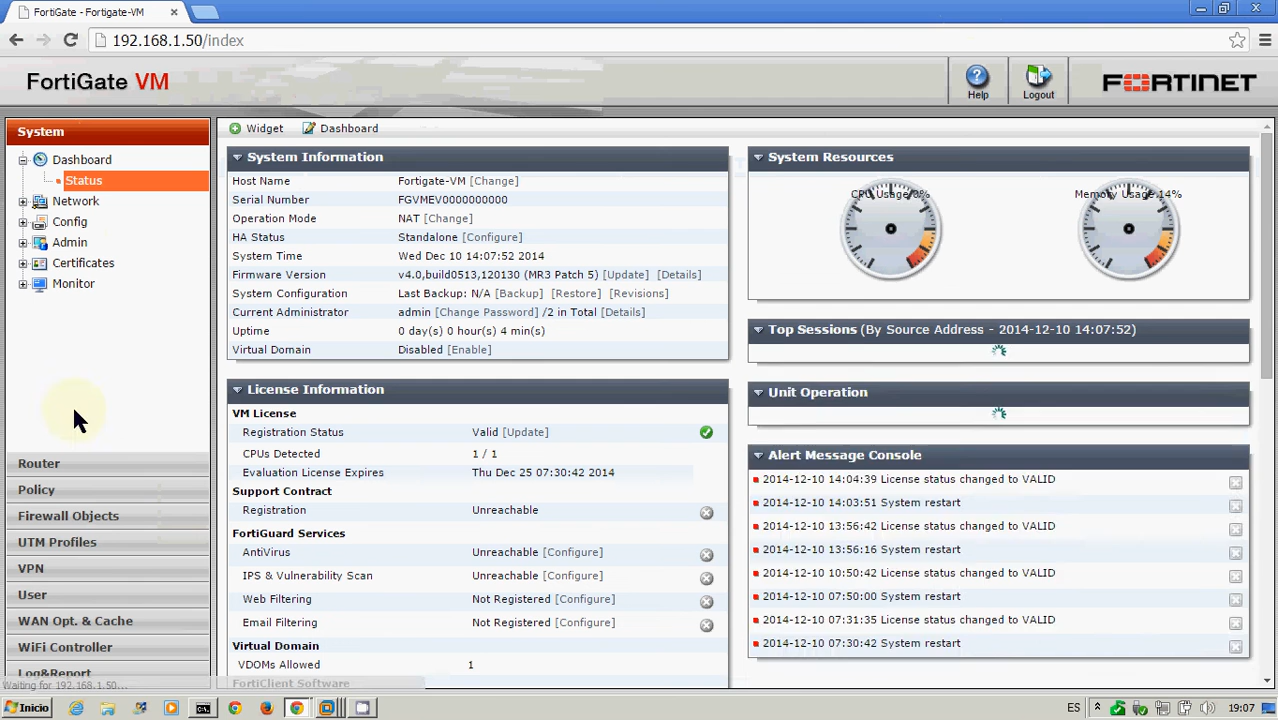 FortiGate - Fortigate-VM
192.168.1.50/index
FortiGate VM
Help
Logout
FORTINET
System
Dashboard
Status
Network
Config
Admin
Certificates
Monitor
Router
Policy
Firewall Objects
UTM Profiles
VPN
User
WAN Opt. & Cache
WiFi Controller
Log&Report
Waiting for 192.168.1.50...
Widget Dashboard
System Information
Host Name Fortigate-VM [Change]
Serial Number FGVMEV0000000000
Operation Mode NAT [Change]
HA Status Standalone [Configure]
System Time Wed Dec 10 14:07:52 2014
Firmware Version v4.0,build0513,120130 (MR3 Patch 5) [Update] [Details]
System Configuration Last Backup: N/A [Backup] [Restore] [Revisions]
Current Administrator admin [Change Password] /2 in Total [Details]
Uptime 0 day(s) 0 hour(s) 4 min(s)
Virtual Domain Disabled [Enable]
License Information
VM License
Registration Status Valid [Update]
CPUs Detected 1 / 1
Evaluation License Expires Thu Dec 25 07:30:42 2014
Support Contract
Registration Unreachable
FortiGuard Services
AntiVirus Unreachable [Configure]
IPS & Vulnerability Scan Unreachable [Configure]
Web Filtering Not Registered [Configure]
Email Filtering Not Registered [Configure]
Virtual Domain
VDOMs Allowed 1
FortiClient Software
System Resources
CPU Usage:0% Memory Usage:14%
Top Sessions (By Source Address - 2014-12-10 14:07:52)
Unit Operation
Alert Message Console
2014-12-10 14:04:39 License status changed to VALID
2014-12-10 14:03:51 System restart
2014-12-10 13:56:42 License status changed to VALID
2014-12-10 13:56:16 System restart
2014-12-10 10:50:42 License status changed to VALID
2014-12-10 07:50:00 System restart
2014-12-10 07:31:35 License status changed to VALID
2014-12-10 07:30:42 System restart
Inicio
ES
19:07